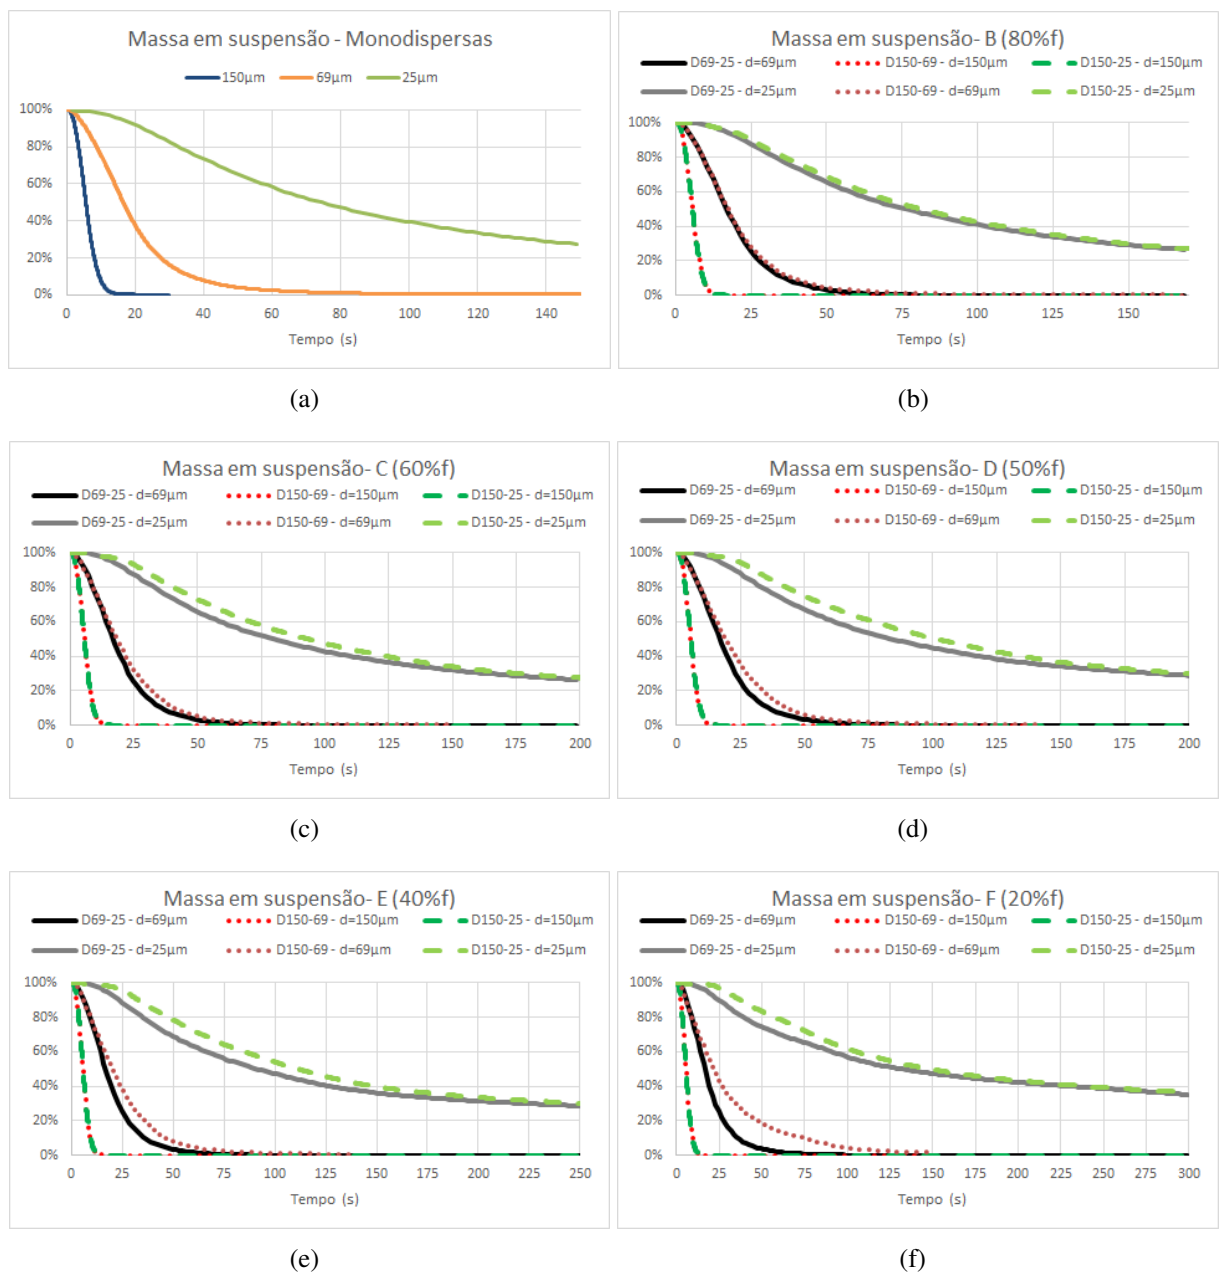 Massa em suspensão - Monodispersas
150µm 69µm 25µm
100%
80%
60%
40%
20%
0%
0 20 40 60 80 100 120 140
Tempo (s)
(a)
Massa em suspensão- B (80%f)
D69-25 - d=69µm D150-69 - d=150µm D150-25 - d=150µm
D69-25 - d=25µm D150-69 - d=69µm D150-25 - d=25µm
100%
80%
60%
40%
20%
0%
0 25 50 75 100 125 150
Tempo (s)
(b)
Massa em suspensão- C (60%f)
D69-25 - d=69µm D150-69 - d=150µm D150-25 - d=150µm
D69-25 - d=25µm D150-69 - d=69µm D150-25 - d=25µm
100%
80%
60%
40%
20%
0%
0 25 50 75 100 125 150 175 200
Tempo (s)
(c)
Massa em suspensão- D (50%f)
D69-25 - d=69µm D150-69 - d=150µm D150-25 - d=150µm
D69-25 - d=25µm D150-69 - d=69µm D150-25 - d=25µm
100%
80%
60%
40%
20%
0%
0 25 50 75 100 125 150 175 200
Tempo (s)
(d)
Massa em suspensão- E (40%f)
D69-25 - d=69µm D150-69 - d=150µm D150-25 - d=150µm
D69-25 - d=25µm D150-69 - d=69µm D150-25 - d=25µm
100%
80%
60%
40%
20%
0%
0 25 50 75 100 125 150 175 200 225 250
Tempo (s)
(e)
Massa em suspensão- F (20%f)
D69-25 - d=69µm D150-69 - d=150µm D150-25 - d=150µm
D69-25 - d=25µm D150-69 - d=69µm D150-25 - d=25µm
100%
80%
60%
40%
20%
0%
0 25 50 75 100 125 150 175 200 225 250 275 300
Tempo (s)
(f)